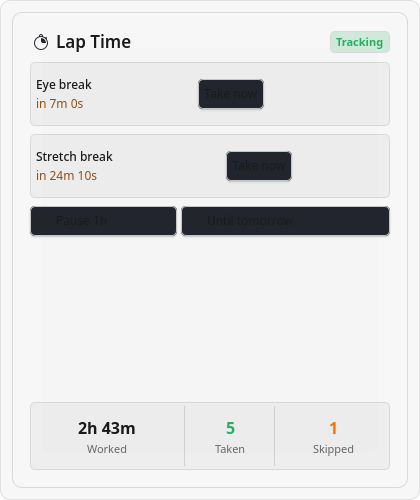 Lap Time
Tracking
Eye break
in 7m 0s
Take now
Stretch break
in 24m 10s
Take now
Pause 1h
Until tomorrow
2h 43m
Worked
5
Taken
1
Skipped